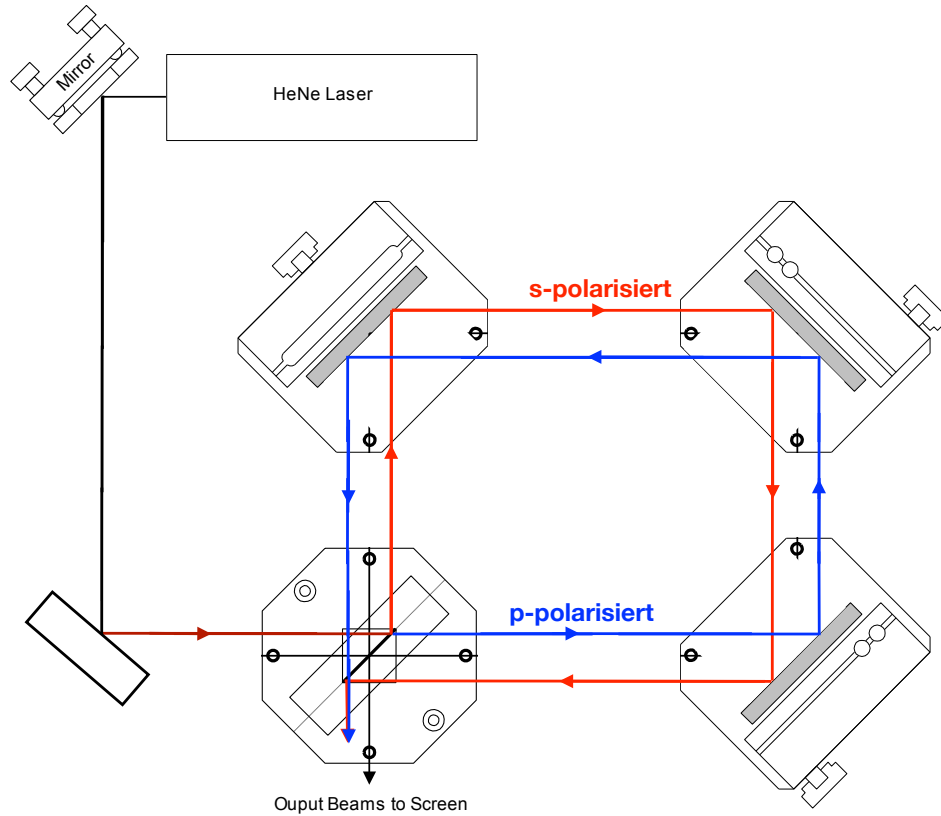 Mirror
HeNe Laser
s-polarisiert
p-polarisiert
Ouput Beams to Screen